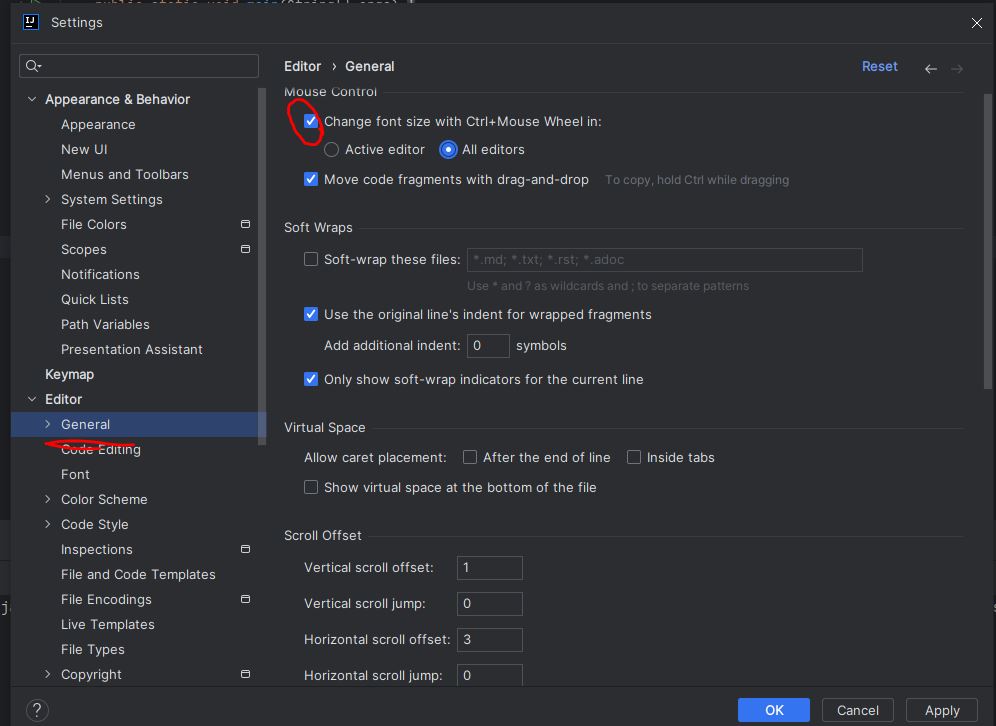 public static void main(String[] args) {
IJ Settings
Editor › General Reset
Mouse Control
Appearance & Behavior
Change font size with Ctrl+Mouse Wheel in:
Appearance
Active editor All editors
New UI
Menus and Toolbars
Move code fragments with drag-and-drop To copy, hold Ctrl while dragging
System Settings
File Colors
Soft Wraps
Scopes
Soft-wrap these files: *.md; *.txt; *.rst; *.adoc
Notifications
Use * and ? as wildcards and ; to separate patterns
Quick Lists
Use the original line's indent for wrapped fragments
Path Variables
Add additional indent: 0 symbols
Presentation Assistant
Keymap
Only show soft-wrap indicators for the current line
Editor
General
Virtual Space
Code Editing
Allow caret placement: After the end of line Inside tabs
Font
Show virtual space at the bottom of the file
Color Scheme
Code Style
Scroll Offset
Inspections
Vertical scroll offset: 1
File and Code Templates
File Encodings
Vertical scroll jump: 0
Live Templates
Horizontal scroll offset: 3
File Types
Copyright
Horizontal scroll jump: 0
? OK Cancel Apply